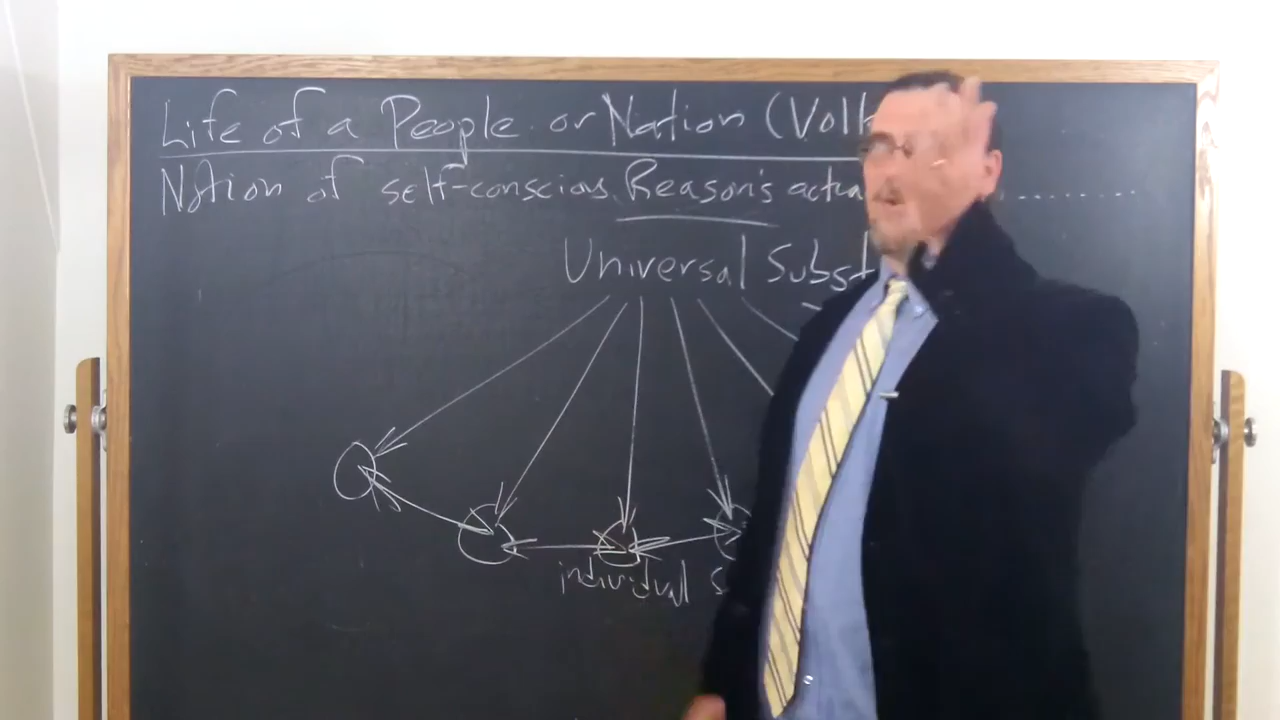 Life of a People or Nation (Volk
Notion of self-conscious Reason's actua
Universal Subst
individual s